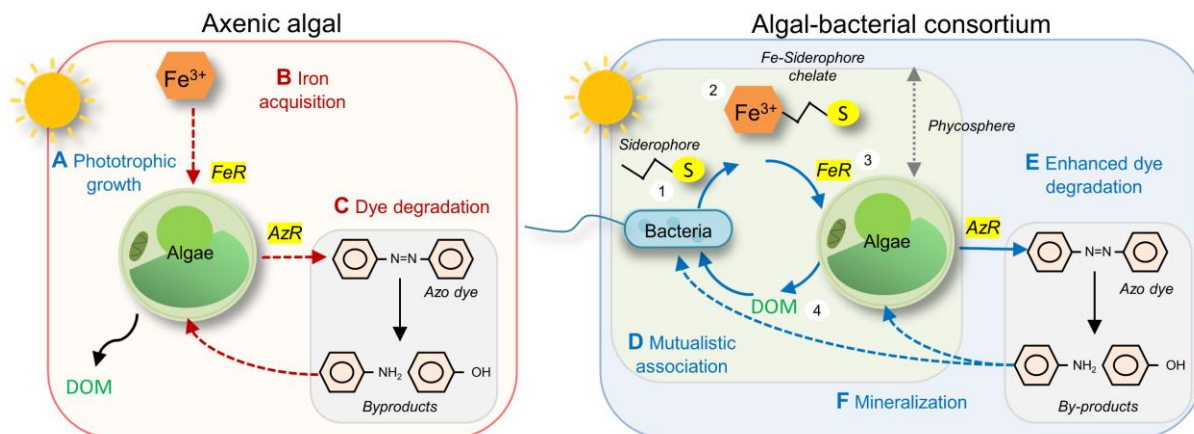 Axenic algal
Fe3+
B Iron
acquisition
A Phototrophic
growth
FeR
Algae
AzR
C Dye degradation
N=N
Azo dye
NH2
OH
Byproducts
DOM
Algal-bacterial consortium
Fe-Siderophore
chelate
2
Fe3+
S
Phycosphere
Siderophore
S
1
FeR
3
Bacteria
Algae
DOM
4
D Mutualistic
association
E Enhanced dye
degradation
AzR
N=N
Azo dye
NH2
OH
By-products
F Mineralization